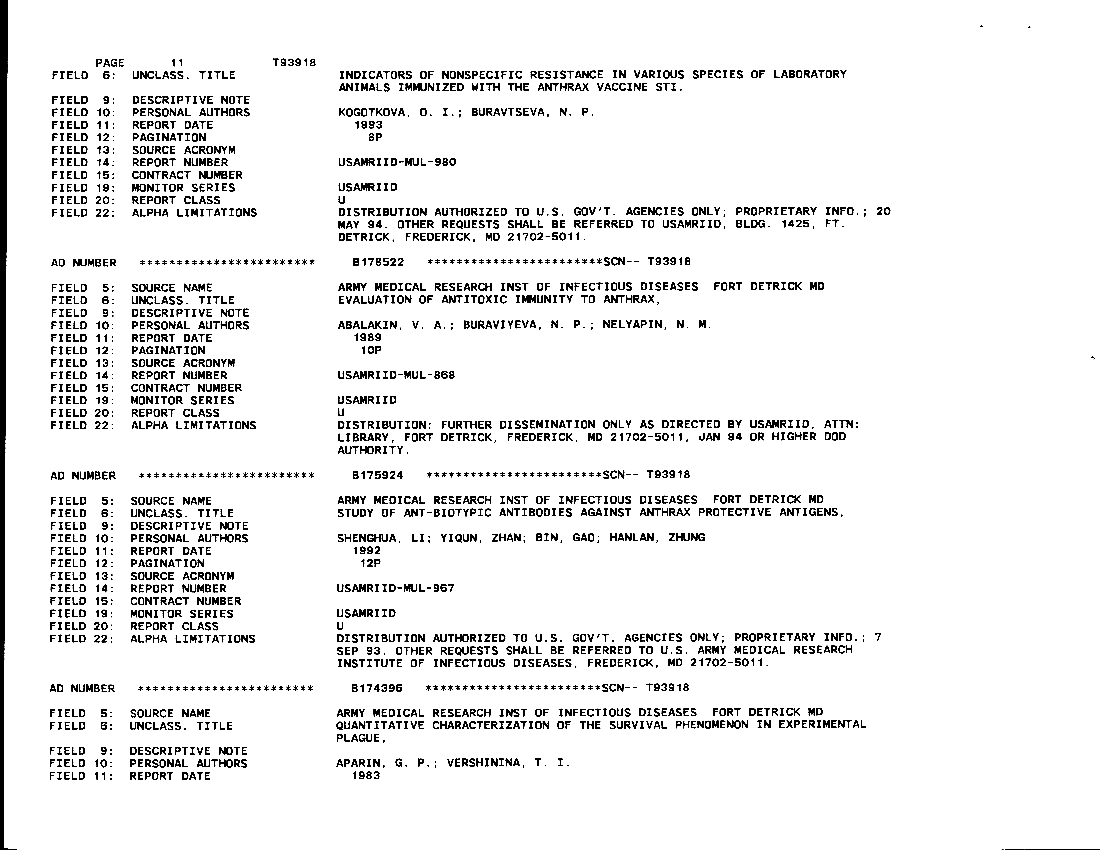 PAGE 11 T93918
FIELD 6: UNCLASS. TITLE INDICATORS OF NONSPECIFIC RESISTANCE IN VARIOUS SPECIES OF LABORATORY
ANIMALS IMMUNIZED WITH THE ANTHRAX VACCINE STI.
FIELD 9: DESCRIPTIVE NOTE
FIELD 10: PERSONAL AUTHORS KOGOTKOVA, O. I.; BURAVTSEVA, N. P.
FIELD 11: REPORT DATE 1993
FIELD 12: PAGINATION 8P
FIELD 13: SOURCE ACRONYM
FIELD 14: REPORT NUMBER USAMRIID-MUL-980
FIELD 15: CONTRACT NUMBER
FIELD 19: MONITOR SERIES USAMRIID
FIELD 20: REPORT CLASS U
FIELD 22: ALPHA LIMITATIONS DISTRIBUTION AUTHORIZED TO U.S. GOV'T. AGENCIES ONLY; PROPRIETARY INFO.; 20
MAY 94. OTHER REQUESTS SHALL BE REFERRED TO USAMRIID, BLDG. 1425, FT.
DETRICK, FREDERICK, MD 21702-5011.
AD NUMBER ************************ B178522 ************************SCN-- T93918
FIELD 5: SOURCE NAME ARMY MEDICAL RESEARCH INST OF INFECTIOUS DISEASES FORT DETRICK MD
FIELD 6: UNCLASS. TITLE EVALUATION OF ANTITOXIC IMMUNITY TO ANTHRAX,
FIELD 9: DESCRIPTIVE NOTE
FIELD 10: PERSONAL AUTHORS ABALAKIN, V. A.; BURAVIYEVA, N. P.; NELYAPIN, N. M.
FIELD 11: REPORT DATE 1989
FIELD 12: PAGINATION 10P
FIELD 13: SOURCE ACRONYM
FIELD 14: REPORT NUMBER USAMRIID-MUL-868
FIELD 15: CONTRACT NUMBER
FIELD 19: MONITOR SERIES USAMRIID
FIELD 20: REPORT CLASS U
FIELD 22: ALPHA LIMITATIONS DISTRIBUTION: FURTHER DISSEMINATION ONLY AS DIRECTED BY USAMRIID, ATTN:
LIBRARY, FORT DETRICK, FREDERICK, MD 21702-5011, JAN 94 OR HIGHER DOD
AUTHORITY.
AD NUMBER ************************ B175924 ************************SCN-- T93918
FIELD 5: SOURCE NAME ARMY MEDICAL RESEARCH INST OF INFECTIOUS DISEASES FORT DETRICK MD
FIELD 6: UNCLASS. TITLE STUDY OF ANT-BIOTYPIC ANTIBODIES AGAINST ANTHRAX PROTECTIVE ANTIGENS,
FIELD 9: DESCRIPTIVE NOTE
FIELD 10: PERSONAL AUTHORS SHENGHUA, LI; YIQUN, ZHAN; BIN, GAO; HANLAN, ZHUNG
FIELD 11: REPORT DATE 1992
FIELD 12: PAGINATION 12P
FIELD 13: SOURCE ACRONYM
FIELD 14: REPORT NUMBER USAMRIID-MUL-967
FIELD 15: CONTRACT NUMBER
FIELD 19: MONITOR SERIES USAMRIID
FIELD 20: REPORT CLASS U
FIELD 22: ALPHA LIMITATIONS DISTRIBUTION AUTHORIZED TO U.S. GOV'T. AGENCIES ONLY; PROPRIETARY INFO.; 7
SEP 93. OTHER REQUESTS SHALL BE REFERRED TO U.S. ARMY MEDICAL RESEARCH
INSTITUTE OF INFECTIOUS DISEASES, FREDERICK, MD 21702-5011.
AD NUMBER ************************ B174396 ************************SCN-- T93918
FIELD 5: SOURCE NAME ARMY MEDICAL RESEARCH INST OF INFECTIOUS DISEASES FORT DETRICK MD
FIELD 6: UNCLASS. TITLE QUANTITATIVE CHARACTERIZATION OF THE SURVIVAL PHENOMENON IN EXPERIMENTAL
PLAGUE,
FIELD 9: DESCRIPTIVE NOTE
FIELD 10: PERSONAL AUTHORS APARIN, G. P.; VERSHININA, T. I.
FIELD 11: REPORT DATE 1983